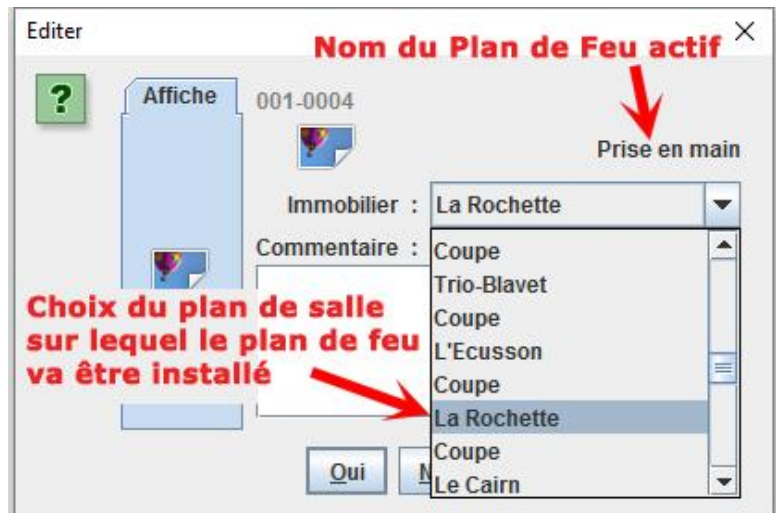 Editer
Nom du Plan de Feu actif
?
Affiche
001-0004
Prise en main
Immobilier :
La Rochette
Commentaire :
Coupe
Trio-Blavet
Coupe
L'Ecusson
Coupe
La Rochette
Coupe
Le Cairn
Choix du plan de salle
sur lequel le plan de feu
va être installé
Oui
N